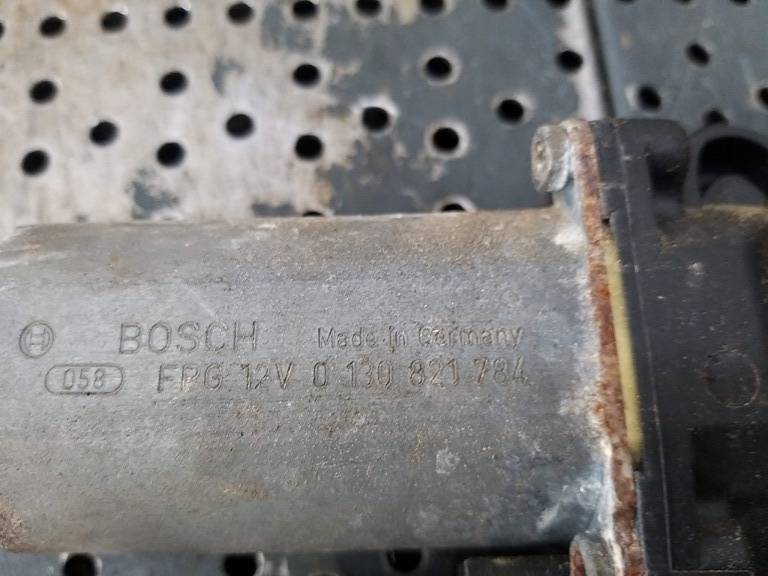 BOSCH Made in Germany
058 FPG 12V 0 130 821 784